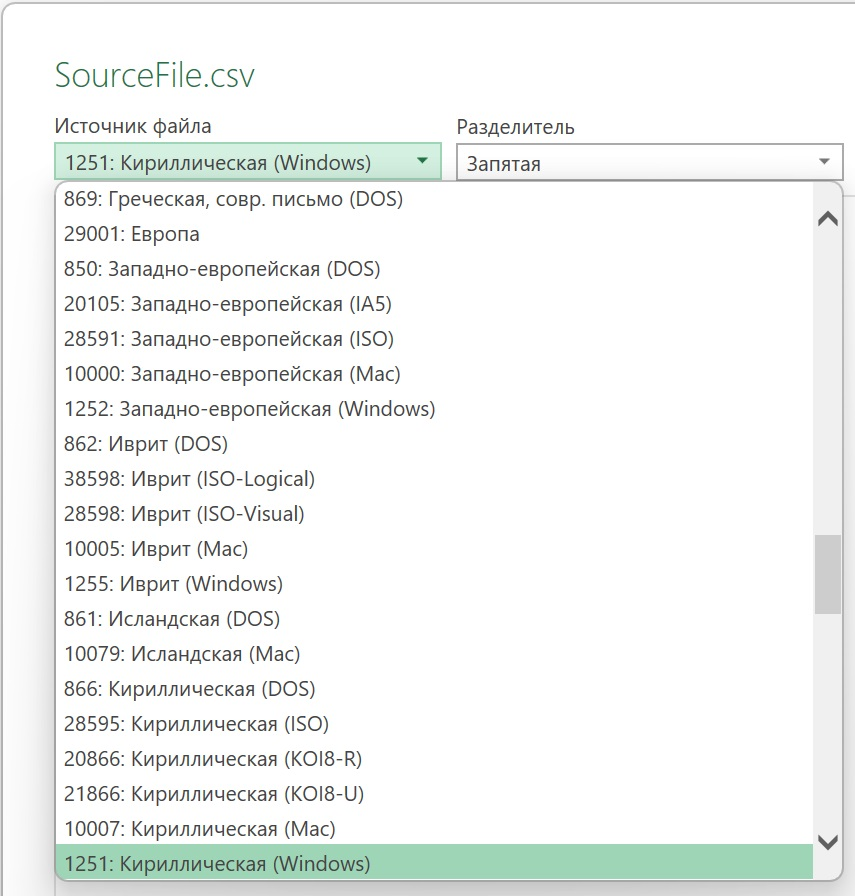 SourceFile.csv
Источник файла
Разделитель
1251: Кириллическая (Windows)
Запятая
869: Греческая, совр. письмо (DOS)
29001: Европа
850: Западно-европейская (DOS)
20105: Западно-европейская (IA5)
28591: Западно-европейская (ISO)
10000: Западно-европейская (Mac)
1252: Западно-европейская (Windows)
862: Иврит (DOS)
38598: Иврит (ISO-Logical)
28598: Иврит (ISO-Visual)
10005: Иврит (Mac)
1255: Иврит (Windows)
861: Исландская (DOS)
10079: Исландская (Mac)
866: Кириллическая (DOS)
28595: Кириллическая (ISO)
20866: Кириллическая (KOI8-R)
21866: Кириллическая (KOI8-U)
10007: Кириллическая (Mac)
1251: Кириллическая (Windows)